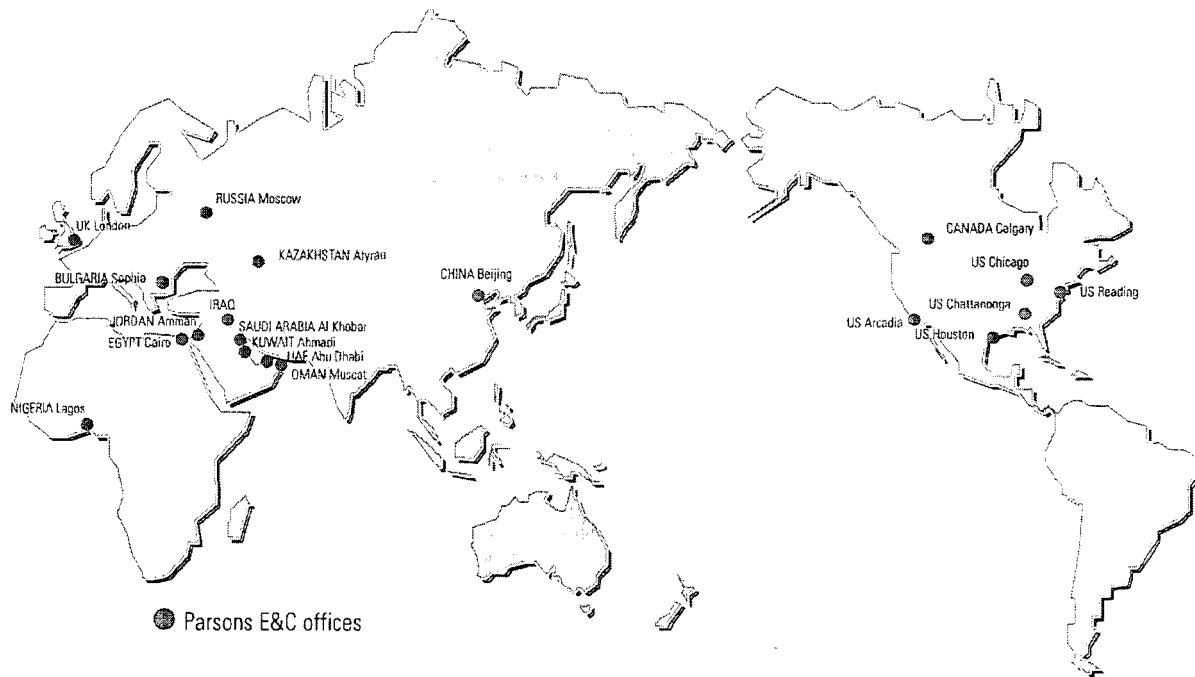 RUSSIA Moscow
UK London
KAZAKHSTAN Atyrau
BULGARIA Sophia
CHINA Beijing
IRAQ
JORDAN Amman
SAUDI ARABIA Al Khobar
EGYPT Cairo
KUWAIT Ahmadi
UAE Abu Dhabi
OMAN Muscat
NIGERIA Lagos
CANADA Calgary
US Chicago
US Reading
US Chattanooga
US Arcadia
US Houston
Parsons E&C offices